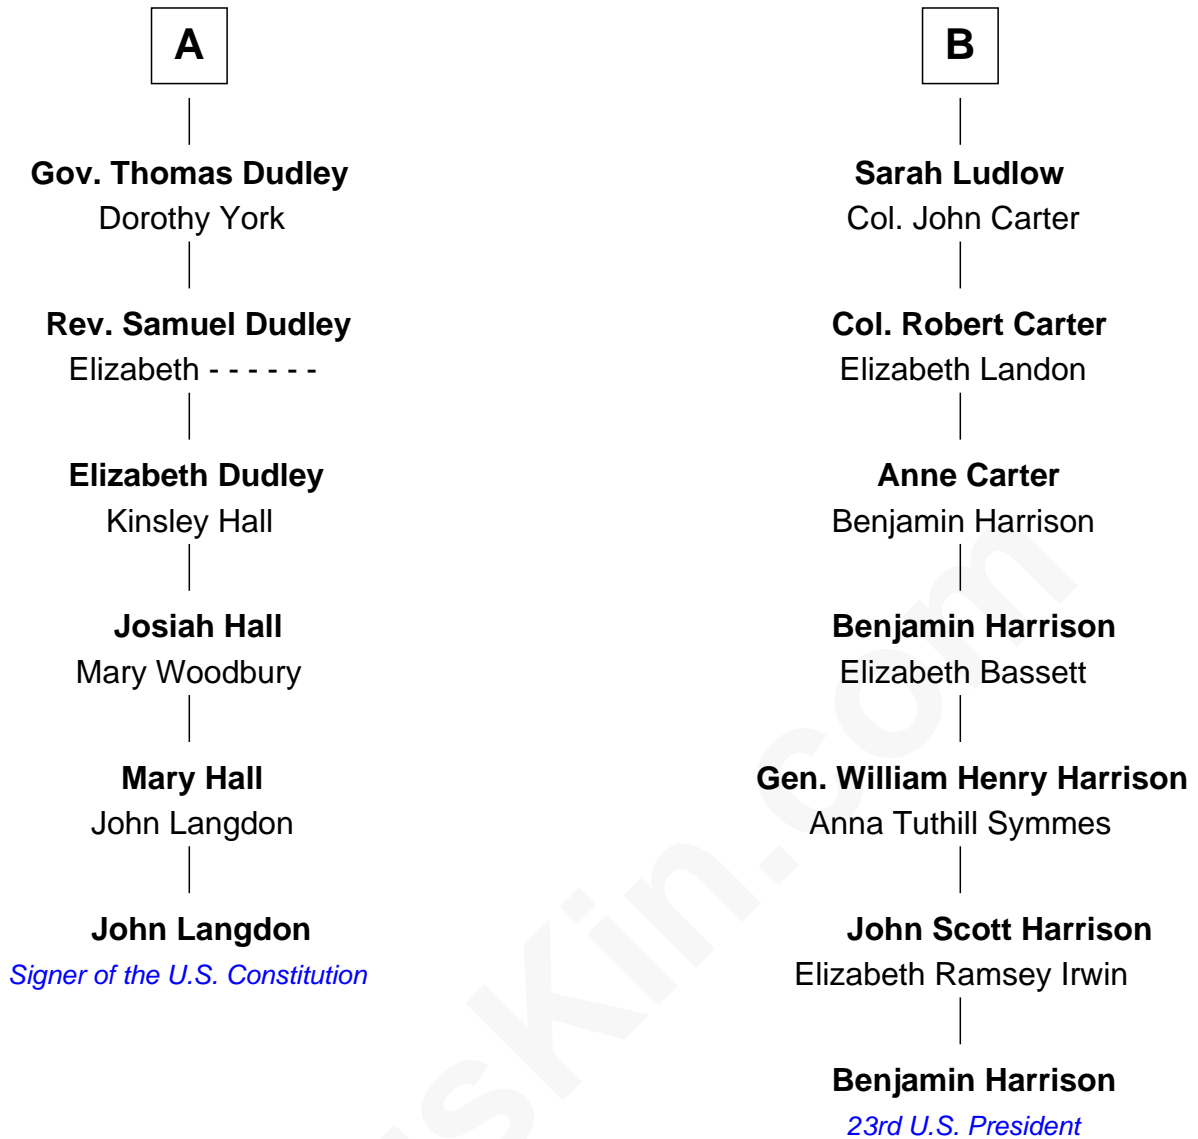 A
Gov. Thomas Dudley
Dorothy York
Rev. Samuel Dudley
Elizabeth - - - - - -
Elizabeth Dudley
Kinsley Hall
Josiah Hall
Mary Woodbury
Mary Hall
John Langdon
John Langdon
Signer of the U.S. Constitution
B
Sarah Ludlow
Col. John Carter
Col. Robert Carter
Elizabeth Landon
Anne Carter
Benjamin Harrison
Benjamin Harrison
Elizabeth Bassett
Gen. William Henry Harrison
Anna Tuthill Symmes
John Scott Harrison
Elizabeth Ramsey Irwin
Benjamin Harrison
23rd U.S. President